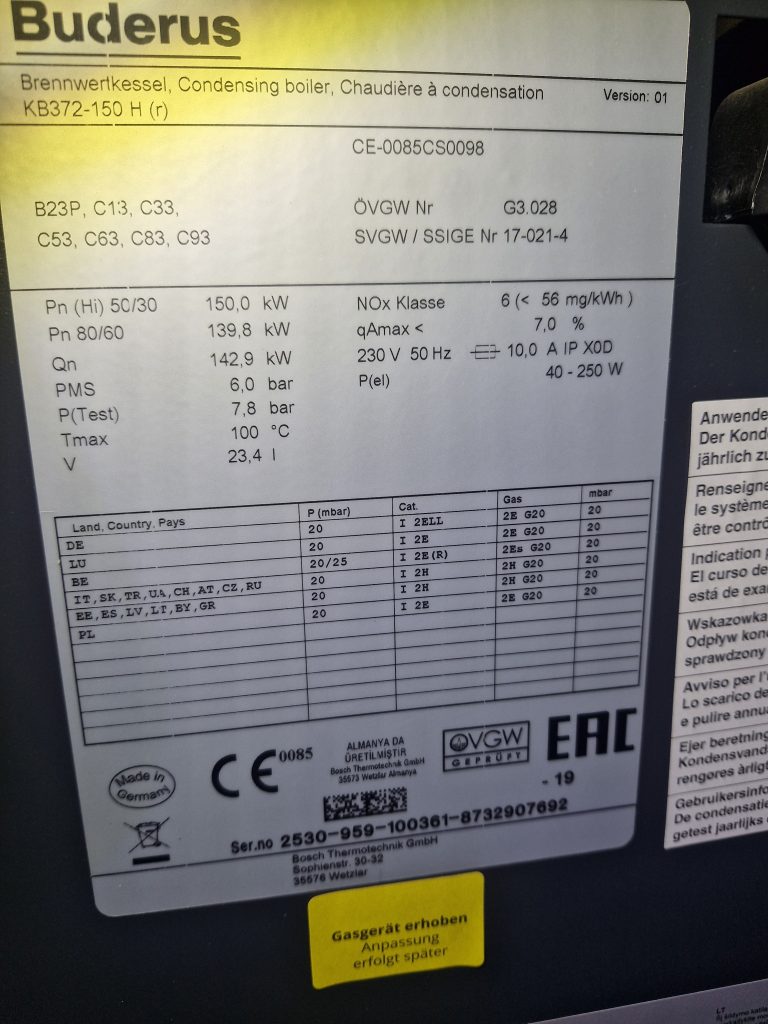 Buderus
Brennwertkessel, Condensing boiler, Chaudière à condensation
KB372-150 H (r)
Version: 01
CE-0085CS0098
B23P, C13, C33,
C53, C63, C83, C93
ÖVGW Nr G3.028
SVGW / SSIGE Nr 17-021-4
Pn (Hi) 50/30 150,0 kW
Pn 80/60 139,8 kW
Qn 142,9 kW
PMS 6,0 bar
P(Test) 7,8 bar
Tmax 100 °C
V 23,4 l
NOx Klasse 6 (< 56 mg/kWh )
qAmax < 7,0 %
230 V 50 Hz 10,0 A IP X0D
P(el) 40 - 250 W
Land, Country, Pays P (mbar) Cat. Gas mbar
DE 20 I 2ELL 2E G20 20
LU 20 I 2E 2E G20 20
BE 20/25 I 2E(R) 2Es G20 20
IT,SK,TR,UA,CH,AT,CZ,RU 20 I 2H 2H G20 20
EE,ES,LV,LT,BY,GR 20 I 2H 2H G20 20
PL 20 I 2E 2E G20 20
Made in
Germany
CE 0085
ALMANYA DA
ÜRETİLMİŞTİR
Bosch Thermotechnik GmbH
35573 Wetzlar Almanya
ÖVGW
GEPRÜFT
EAC
- 19
Ser.no 2530-959-100361-8732907692
Bosch Thermotechnik GmbH
Sophienstr. 30-32
35576 Wetzlar
Gasgerät erhoben
Anpassung
erfolgt später
Anwende
Der Kond
jährlich zu
Renseigne
le système
être contrô
Indication
El curso de
está de exa
Wskazowka
Odpływ kon
sprawdzony
Avviso per l'u
Lo scarico de
e pulire annua
Ejer beretning
Kondensvand
rengøres årligt
Gebruikersinfo
De condensatie
getest jaarlijks
LT